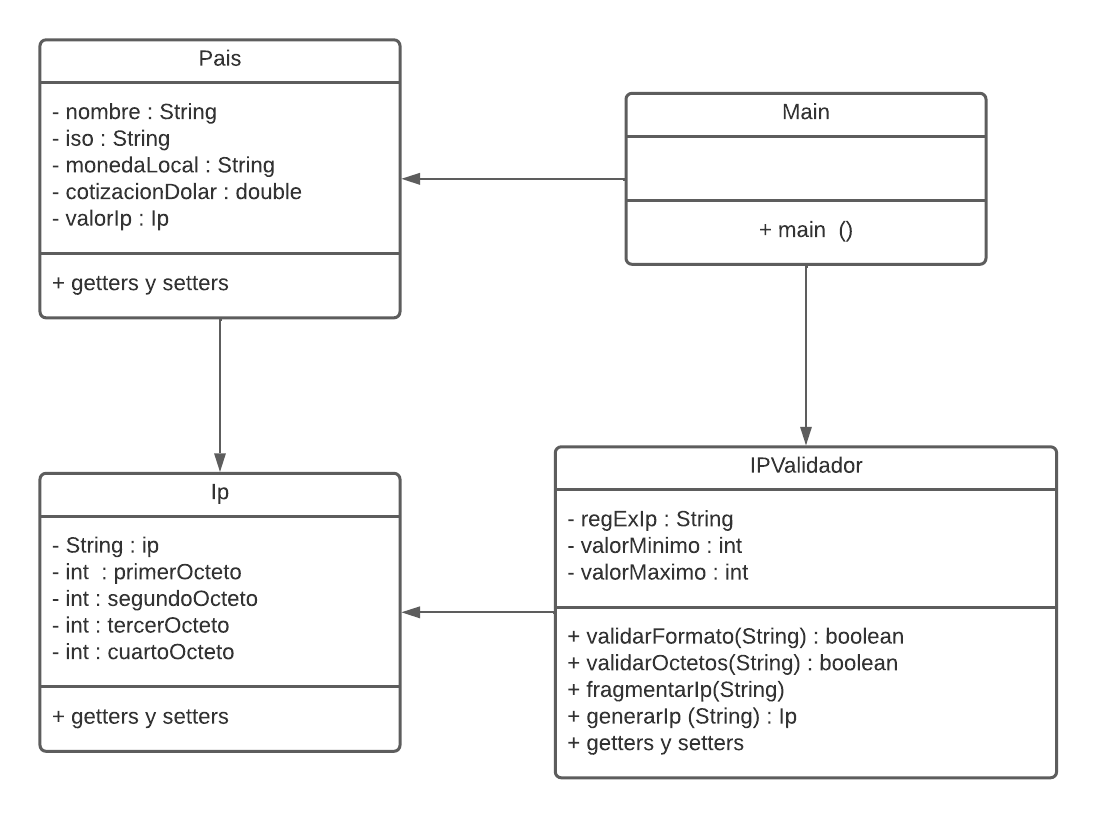 Pais
- nombre : String
- iso : String
- monedaLocal : String
- cotizacionDolar : double
- valorIp : Ip
+ getters y setters
Main
+ main  ()
Ip
- String : ip
- int  : primerOcteto
- int : segundoOcteto
- int : tercerOcteto
- int : cuartoOcteto
+ getters y setters
IPValidador
- regExIp : String
- valorMinimo : int
- valorMaximo : int
+ validarFormato(String) : boolean
+ validarOctetos(String) : boolean
+ fragmentarIp(String)
+ generarIp (String) : Ip
+ getters y setters